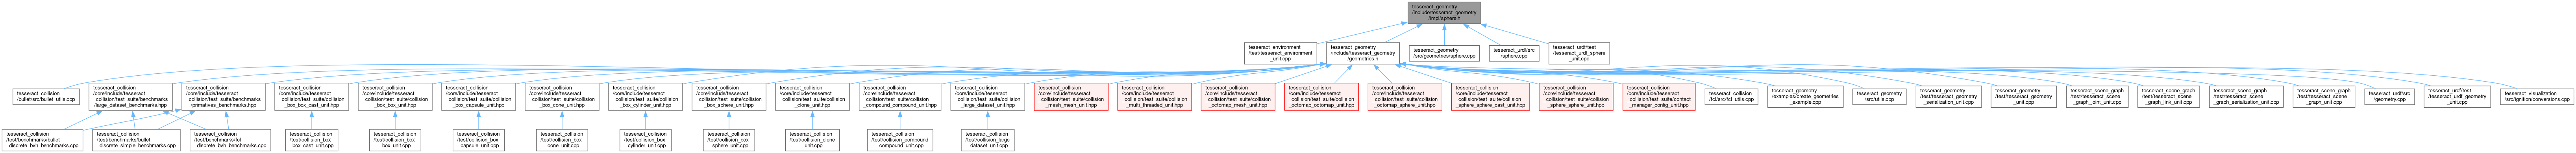 tesseract_geometry
/include/tesseract_geometry
/impl/sphere.h
tesseract_environment
/test/tesseract_environment
_unit.cpp
tesseract_geometry
/include/tesseract_geometry
/geometries.h
tesseract_geometry
/src/geometries/sphere.cpp
tesseract_urdf/src
/sphere.cpp
tesseract_urdf/test
/tesseract_urdf_sphere
_unit.cpp
tesseract_collision
/bullet/src/bullet_utils.cpp
tesseract_collision
/core/include/tesseract
_collision/test_suite/benchmarks
/large_dataset_benchmarks.hpp
tesseract_collision
/core/include/tesseract
_collision/test_suite/benchmarks
/primatives_benchmarks.hpp
tesseract_collision
/core/include/tesseract
_collision/test_suite/collision
_box_box_cast_unit.hpp
tesseract_collision
/core/include/tesseract
_collision/test_suite/collision
_box_box_unit.hpp
tesseract_collision
/core/include/tesseract
_collision/test_suite/collision
_box_capsule_unit.hpp
tesseract_collision
/core/include/tesseract
_collision/test_suite/collision
_box_cone_unit.hpp
tesseract_collision
/core/include/tesseract
_collision/test_suite/collision
_box_cylinder_unit.hpp
tesseract_collision
/core/include/tesseract
_collision/test_suite/collision
_box_sphere_unit.hpp
tesseract_collision
/core/include/tesseract
_collision/test_suite/collision
_clone_unit.hpp
tesseract_collision
/core/include/tesseract
_collision/test_suite/collision
_compound_compound_unit.hpp
tesseract_collision
/core/include/tesseract
_collision/test_suite/collision
_large_dataset_unit.hpp
tesseract_collision
/core/include/tesseract
_collision/test_suite/collision
_mesh_mesh_unit.hpp
tesseract_collision
/core/include/tesseract
_collision/test_suite/collision
_multi_threaded_unit.hpp
tesseract_collision
/core/include/tesseract
_collision/test_suite/collision
_octomap_mesh_unit.hpp
tesseract_collision
/core/include/tesseract
_collision/test_suite/collision
_octomap_octomap_unit.hpp
tesseract_collision
/core/include/tesseract
_collision/test_suite/collision
_octomap_sphere_unit.hpp
tesseract_collision
/core/include/tesseract
_collision/test_suite/collision
_sphere_sphere_cast_unit.hpp
tesseract_collision
/core/include/tesseract
_collision/test_suite/collision
_sphere_sphere_unit.hpp
tesseract_collision
/core/include/tesseract
_collision/test_suite/contact
_manager_config_unit.hpp
tesseract_collision
/fcl/src/fcl_utils.cpp
tesseract_geometry
/examples/create_geometries
_example.cpp
tesseract_geometry
/src/utils.cpp
tesseract_geometry
/test/tesseract_geometry
_serialization_unit.cpp
tesseract_geometry
/test/tesseract_geometry
_unit.cpp
tesseract_scene_graph
/test/tesseract_scene
_graph_joint_unit.cpp
tesseract_scene_graph
/test/tesseract_scene
_graph_link_unit.cpp
tesseract_scene_graph
/test/tesseract_scene
_graph_serialization_unit.cpp
tesseract_scene_graph
/test/tesseract_scene
_graph_unit.cpp
tesseract_urdf/src
/geometry.cpp
tesseract_urdf/test
/tesseract_urdf_geometry
_unit.cpp
tesseract_visualization
/src/ignition/conversions.cpp
tesseract_collision
/test/benchmarks/bullet
_discrete_bvh_benchmarks.cpp
tesseract_collision
/test/benchmarks/bullet
_discrete_simple_benchmarks.cpp
tesseract_collision
/test/benchmarks/fcl
_discrete_bvh_benchmarks.cpp
tesseract_collision
/test/collision_box
_box_cast_unit.cpp
tesseract_collision
/test/collision_box
_box_unit.cpp
tesseract_collision
/test/collision_box
_capsule_unit.cpp
tesseract_collision
/test/collision_box
_cone_unit.cpp
tesseract_collision
/test/collision_box
_cylinder_unit.cpp
tesseract_collision
/test/collision_box
_sphere_unit.cpp
tesseract_collision
/test/collision_clone
_unit.cpp
tesseract_collision
/test/collision_compound
_compound_unit.cpp
tesseract_collision
/test/collision_large
_dataset_unit.cpp